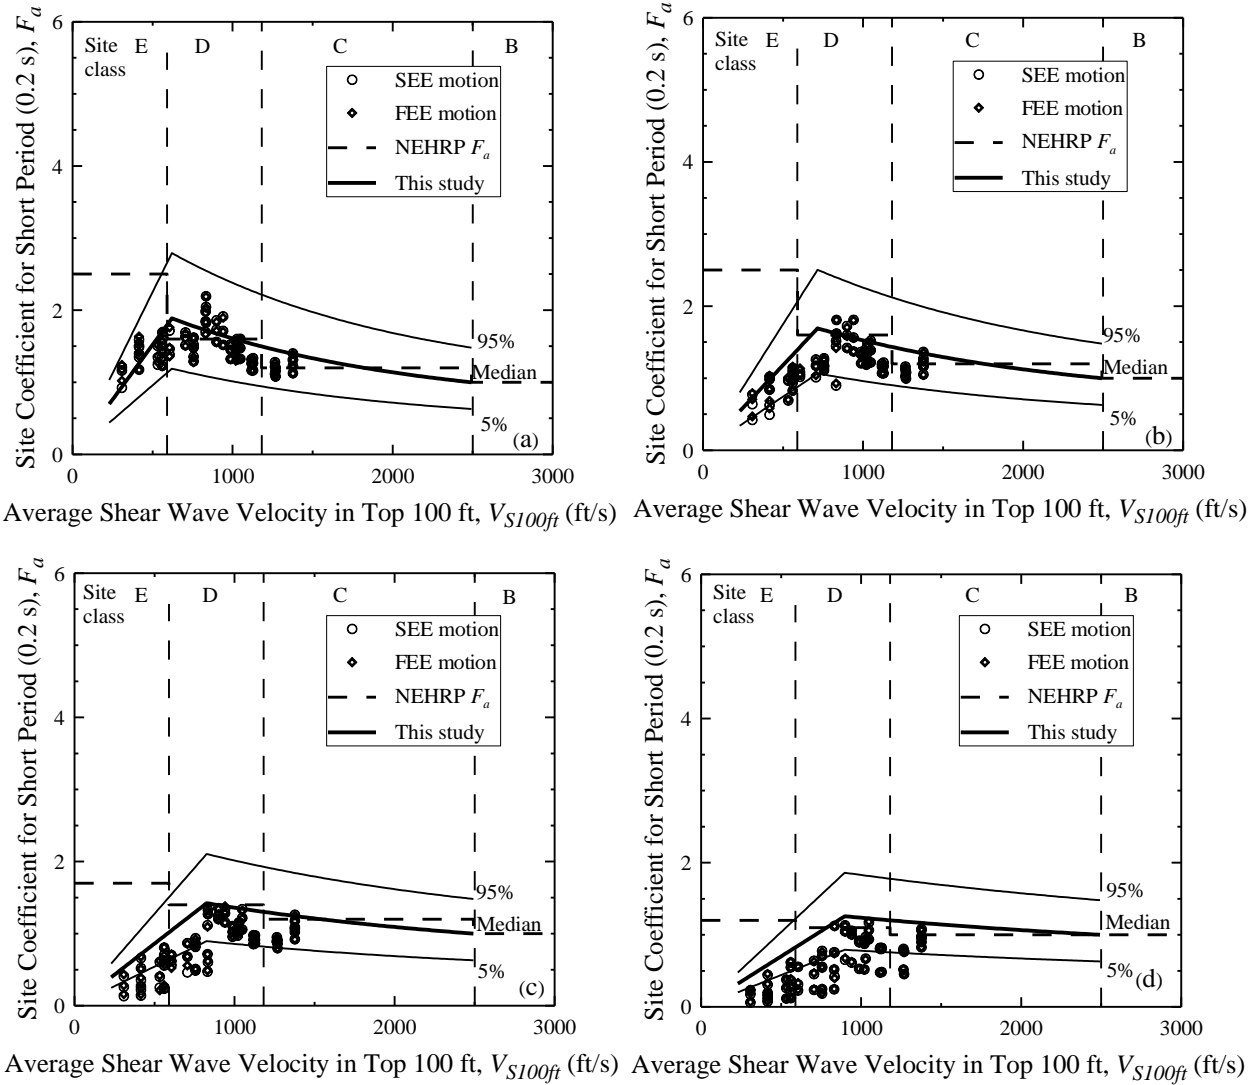 Site Coefficient for Short Period (0.2 s), Fa
6
4
2
0
Site class
E
D
C
B
SEE motion
FEE motion
NEHRP Fa
This study
95%
Median
5%
(a)
0
1000
2000
3000
Average Shear Wave Velocity in Top 100 ft, VS100ft (ft/s)
Site Coefficient for Short Period (0.2 s), Fa
6
4
2
0
Site class
E
D
C
B
SEE motion
FEE motion
NEHRP Fa
This study
95%
Median
5%
(b)
0
1000
2000
3000
Average Shear Wave Velocity in Top 100 ft, VS100ft (ft/s)
Site Coefficient for Short Period (0.2 s), Fa
6
4
2
0
Site class
E
D
C
B
SEE motion
FEE motion
NEHRP Fa
This study
95%
Median
5%
(c)
0
1000
2000
3000
Average Shear Wave Velocity in Top 100 ft, VS100ft (ft/s)
Site Coefficient for Short Period (0.2 s), Fa
6
4
2
0
Site class
E
D
C
B
SEE motion
FEE motion
NEHRP Fa
This study
95%
Median
5%
(d)
0
1000
2000
3000
Average Shear Wave Velocity in Top 100 ft, VS100ft (ft/s)